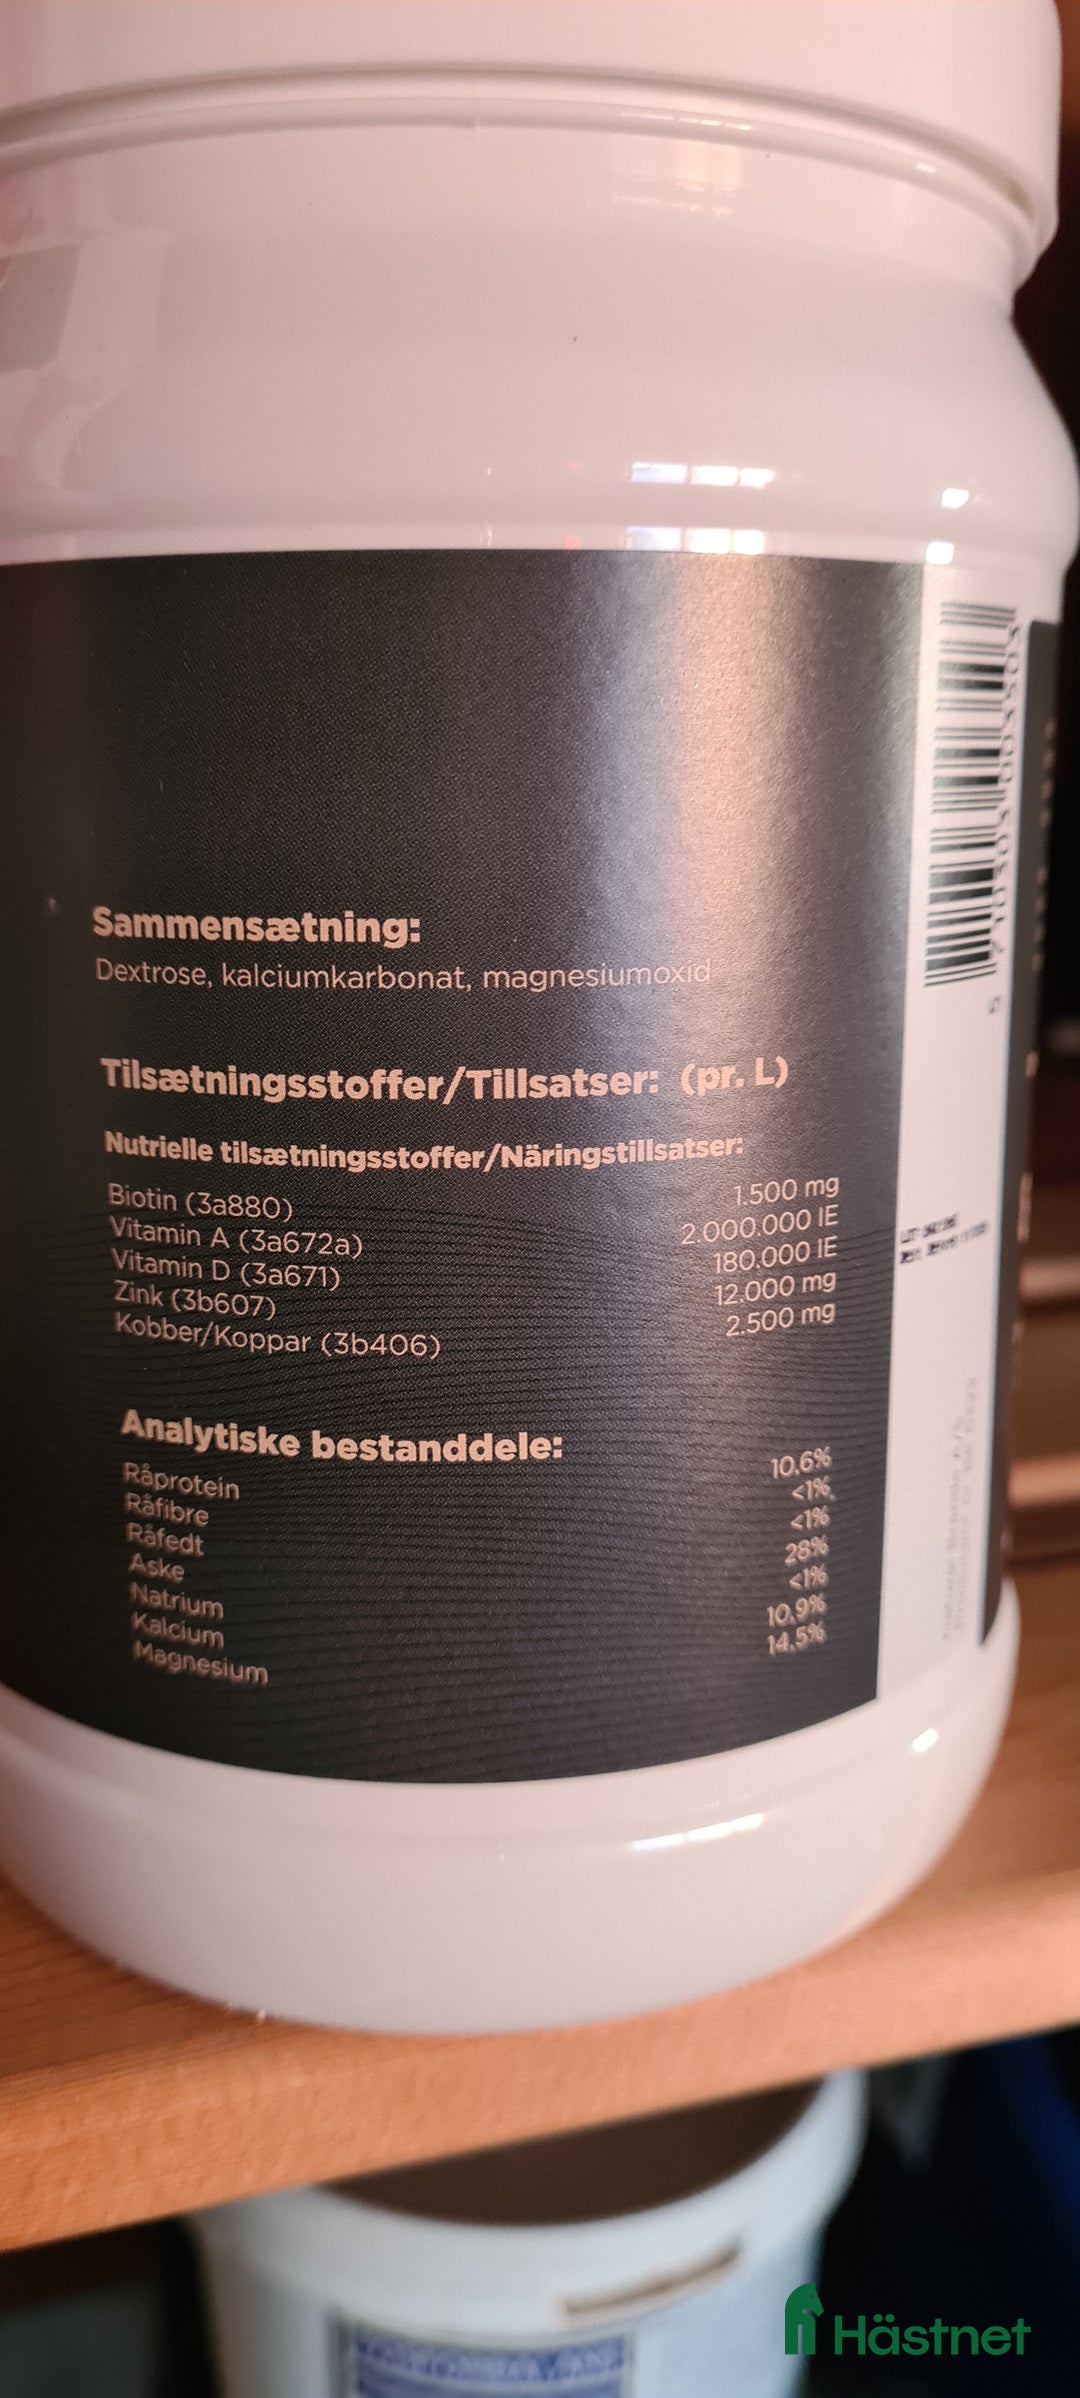 Sammensætning:
Dextrose, kalciumkarbonat, magnesiumoxid
Tilsætningsstoffer/Tillsatser: (pr. L)
Nutrielle tilsætningsstoffer/Näringstillsatser:
Biotin (3a880) 1.500 mg
Vitamin A (3a672a) 2.000.000 IE
Vitamin D (3a671) 180.000 IE
Zink (3b607) 12.000 mg
Kobber/Koppar (3b406) 2.500 mg
Analytiske bestanddele:
Råprotein 10,6%
Råfibre <1%
Råfedt <1%
Aske 28%
Natrium <1%
Kalcium 10,9%
Magnesium 14,5%
Hästnet